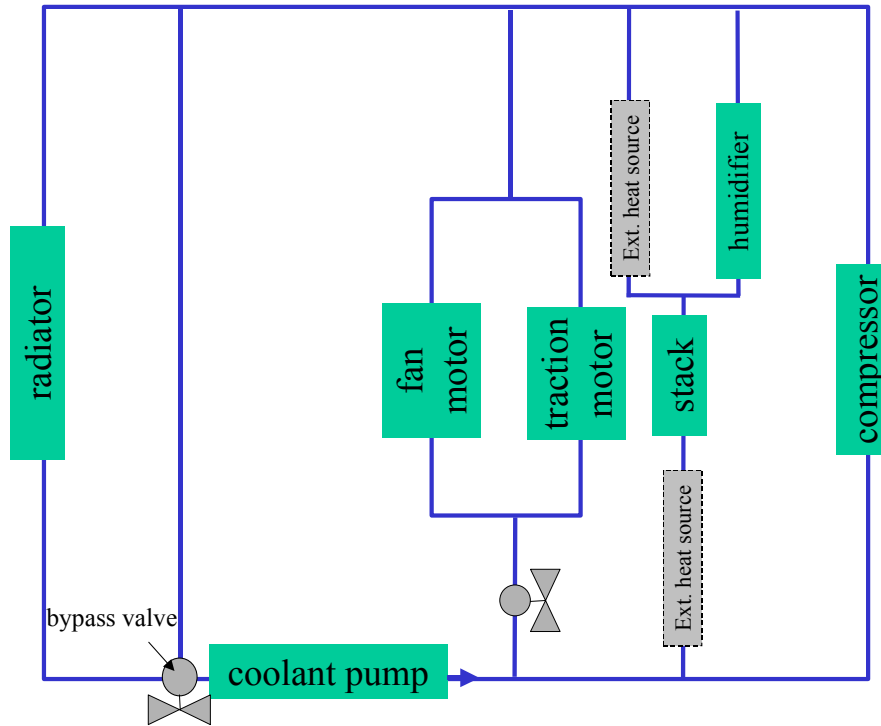 Ext. heat source
humidifier
radiator
fan
motor
traction
motor
stack
compressor
Ext. heat source
bypass valve
coolant pump